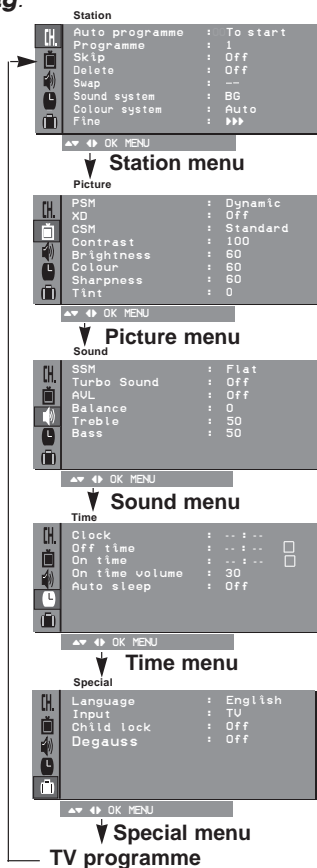 g.
Station
CH.
Auto programme : To start
Programme : 1
Skip : Off
Delete : Off
Swap : --
Sound system : BG
Colour system : Auto
Fine : ▶▶▶
▲▼ ◀▶ OK MENU
Station menu
Picture
CH.
PSM : Dynamic
XD : Off
CSM : Standard
Contrast : 100
Brightness : 60
Colour : 60
Sharpness : 60
Tint : 0
▲▼ ◀▶ OK MENU
Picture menu
Sound
CH.
SSM : Flat
Turbo Sound : Off
AVL : Off
Balance : 0
Treble : 50
Bass : 50
▲▼ ◀▶ OK MENU
Sound menu
Time
CH.
Clock : -- : --
Off time : -- : -- □
On time : -- : -- □
On time volume : 30
Auto sleep : Off
▲▼ ◀▶ OK MENU
Time menu
Special
CH.
Language : English
Input : TV
Child lock : Off
Degauss : Off
▲▼ ◀▶ OK MENU
Special menu
TV programme